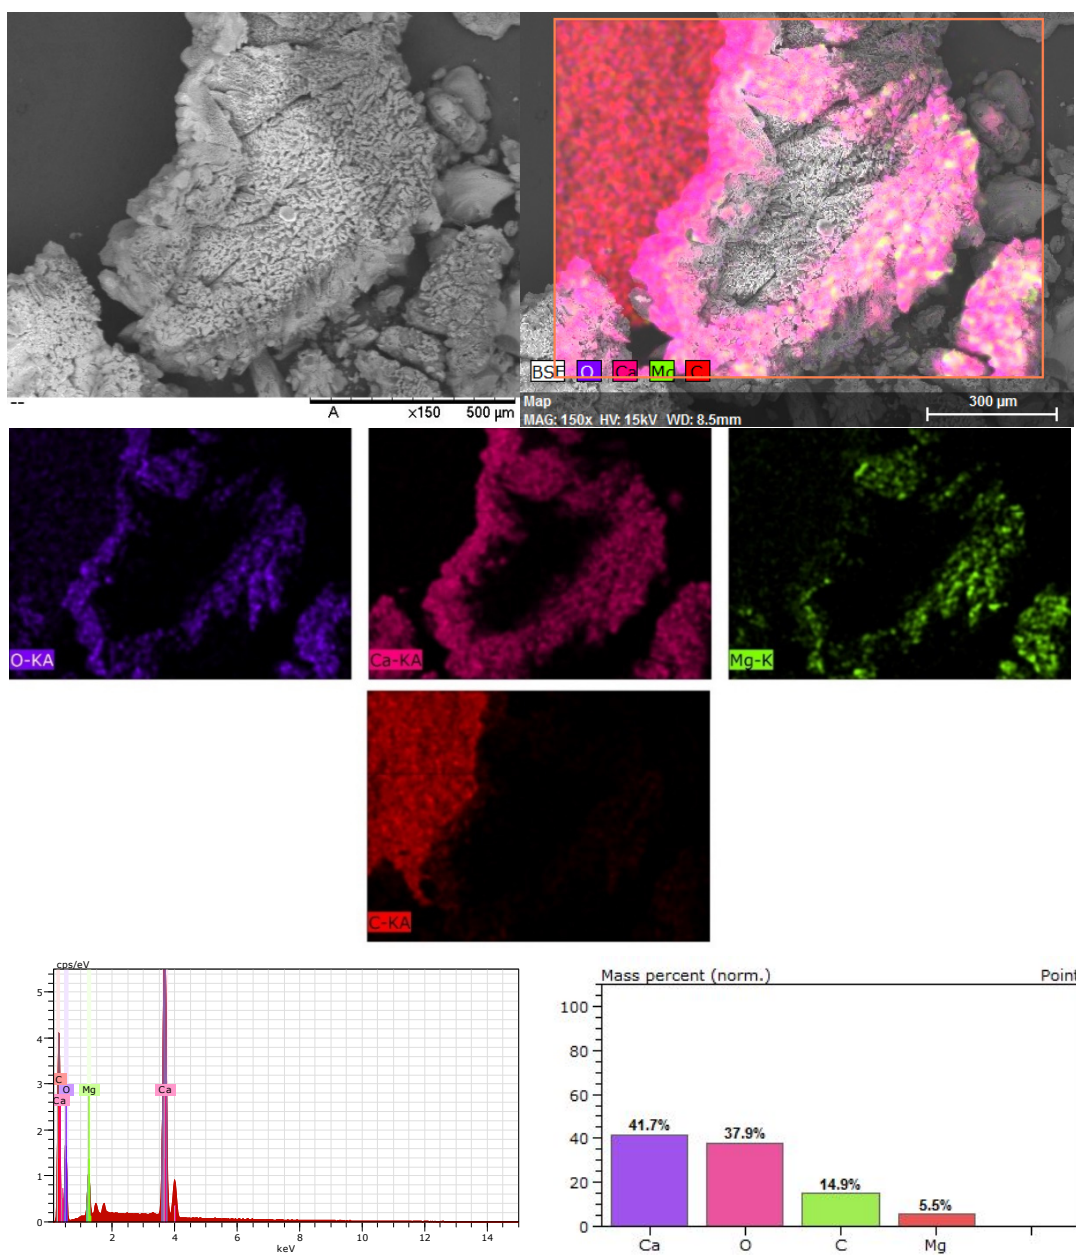 A ×150 500 µm
BSE O Ca Mg C
Map
MAG: 150x HV: 15kV WD: 8.5mm
300 µm
O-KA
Ca-KA
Mg-K
C-KA
cps/eV
5
4
3
2
1
0
C
O
Ca
Mg
Ca
2 4 6 8 10 12 14
keV
Mass percent (norm.)
Point
100
80
60
40
20
0
41.7%
37.9%
14.9%
5.5%
Ca O C Mg